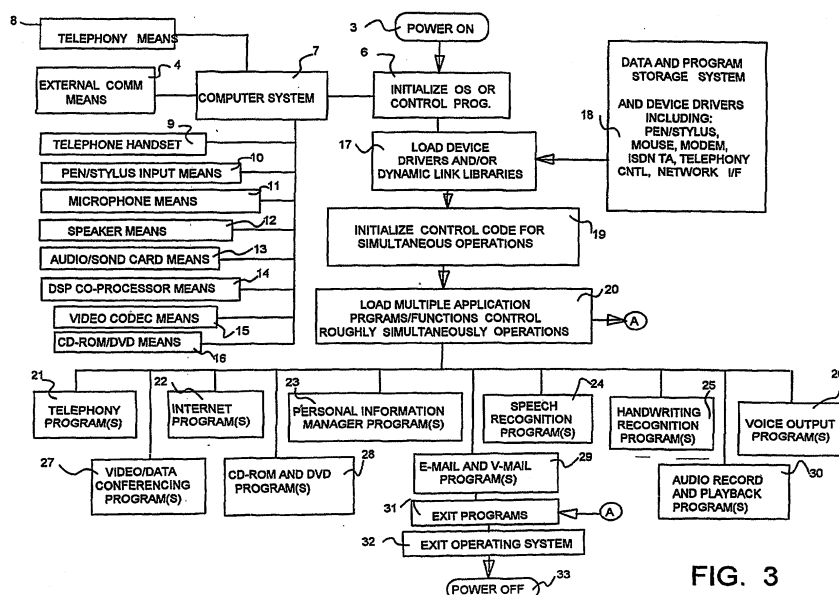 8
TELEPHONY MEANS
4
EXTERNAL COMM
MEANS
7
COMPUTER SYSTEM
3
POWER ON
6
INITIALIZE OS OR
CONTROL PROG.
17
LOAD DEVICE
DRIVERS AND/OR
DYNAMIC LINK LIBRARIES
DATA AND PROGRAM
STORAGE SYSTEM
AND DEVICE DRIVERS
INCLUDING:
18
PEN/STYLUS,
MOUSE, MODEM,
ISDN TA, TELEPHONY
CNTL, NETWORK I/F
9
TELEPHONE HANDSET
10
PEN/STYLUS INPUT MEANS
11
MICROPHONE MEANS
12
SPEAKER MEANS
13
AUDIO/SOND CARD MEANS
14
DSP CO-PROCESSOR MEANS
VIDEO CODEC MEANS
15
CD-ROM/DVD MEANS
16
INITIALIZE CONTROL CODE FOR
SIMULTANEOUS OPERATIONS
19
20
LOAD MULTIPLE APPLICATION
PRGRAMS/FUNCTIONS CONTROL
ROUGHLY SIMULTANEOUSLY OPERATIONS
A
21
TELEPHONY
PROGRAM(S)
22
INTERNET
PROGRAM(S)
23
PERSONAL INFORMATION
MANAGER PROGRAM(S)
24
SPEECH
RECOGNITION
PROGRAM(S)
25
HANDWRITING
RECOGNITION
PROGRAM(S)
26
VOICE OUTPUT
PROGRAM(S)
27
VIDEO/DATA
CONFERENCING
PROGRAM(S)
28
CD-ROM AND DVD
PROGRAM(S)
29
E-MAIL AND V-MAIL
PROGRAM(S)
30
AUDIO RECORD
AND PLAYBACK
PROGRAM(S)
31
EXIT PROGRAMS
A
32
EXIT OPERATING SYSTEM
33
POWER OFF
FIG. 3